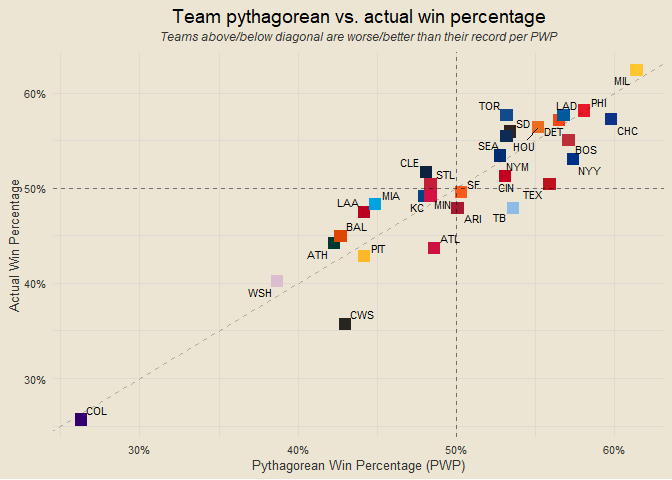 Team pythagorean vs. actual win percentage
Teams above/below diagonal are worse/better than their record per PWP
MIL
60%
TOR
LAD
PHI
SD
CHC
HOU
DET
SEA
BOS
CLE
NYM
NYY
STL
50%
SF
CIN
TEX
LAA
MIA
KC
MIN
ARI
TB
BAL
ATH
PIT
ATL
40%
WSH
CWS
30%
COL
Actual Win Percentage
30%
40%
50%
60%
Pythagorean Win Percentage (PWP)